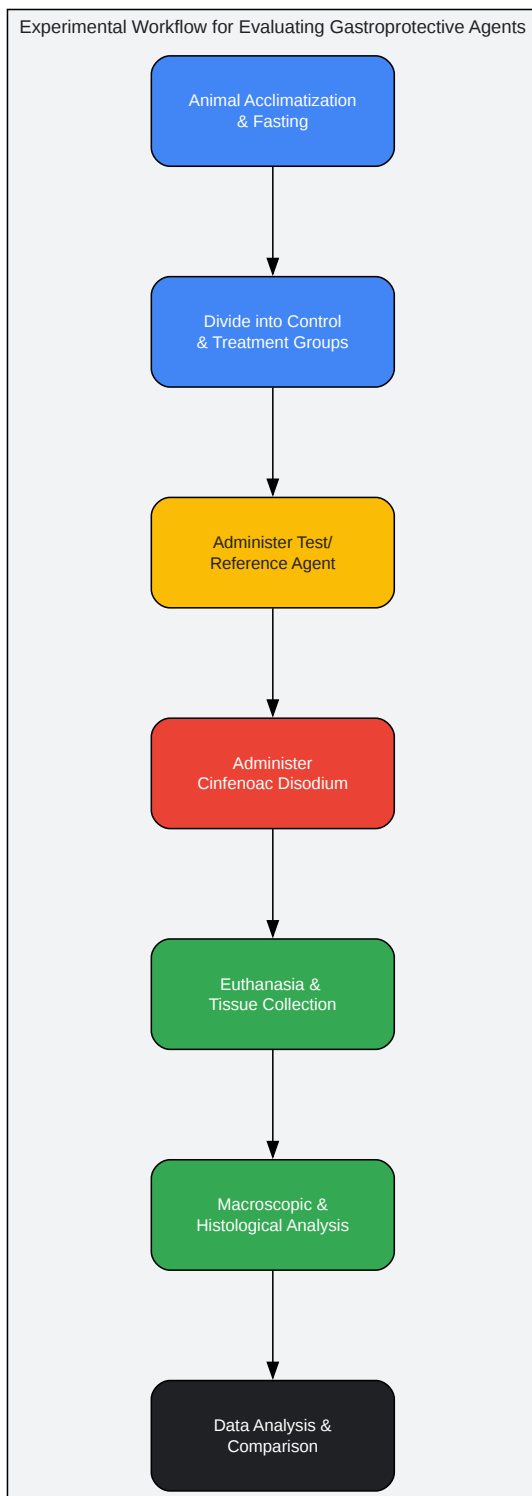 Experimental Workflow for Evaluating Gastroprotective Agents
Animal Acclimatization
& Fasting
Divide into Control
& Treatment Groups
Administer Test/
Reference Agent
Administer
Cinfenoac Disodium
Euthanasia &
Tissue Collection
Macroscopic &
Histological Analysis
Data Analysis &
Comparison